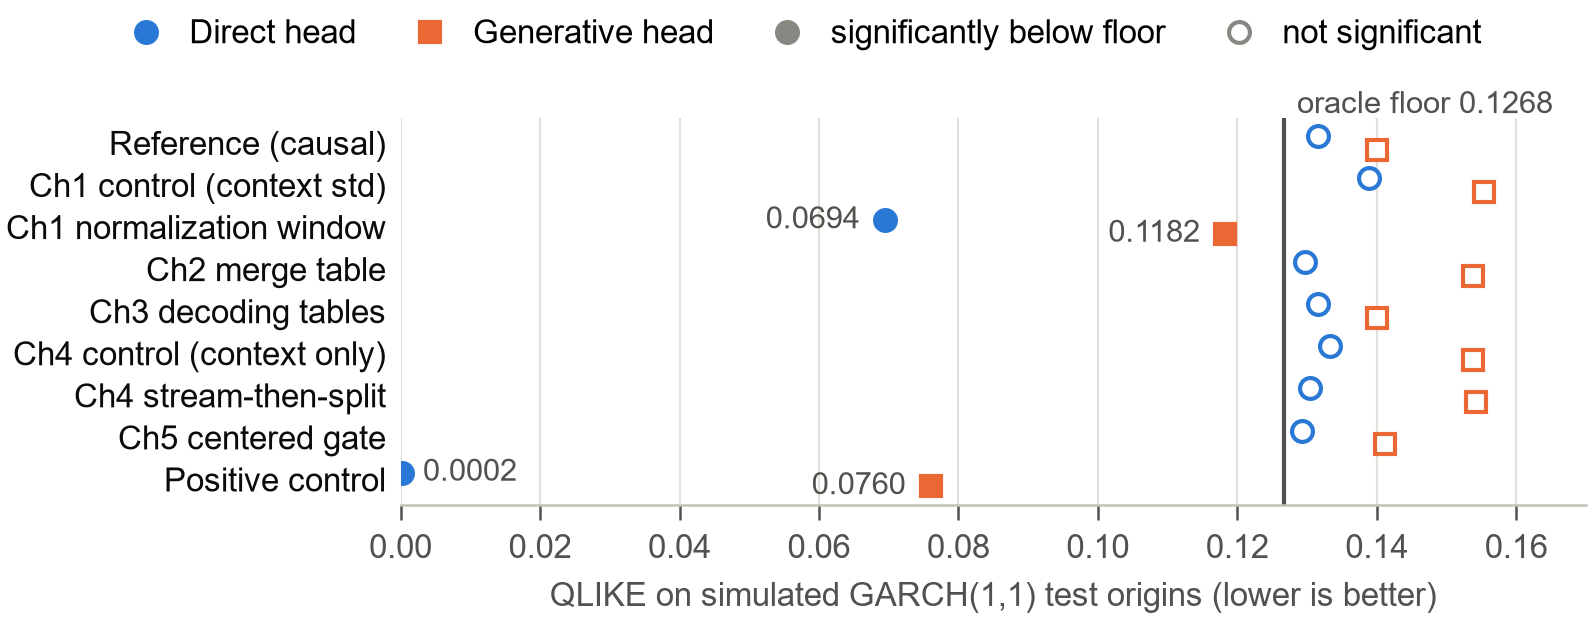 Direct head   Generative head   significantly below floor   not significant
oracle floor 0.1268
Reference (causal)
Ch1 control (context std)
Ch1 normalization window   0.0694   0.1182
Ch2 merge table
Ch3 decoding tables
Ch4 control (context only)
Ch4 stream-then-split
Ch5 centered gate
Positive control   0.0002   0.0760
0.00   0.02   0.04   0.06   0.08   0.10   0.12   0.14   0.16
QLIKE on simulated GARCH(1,1) test origins (lower is better)